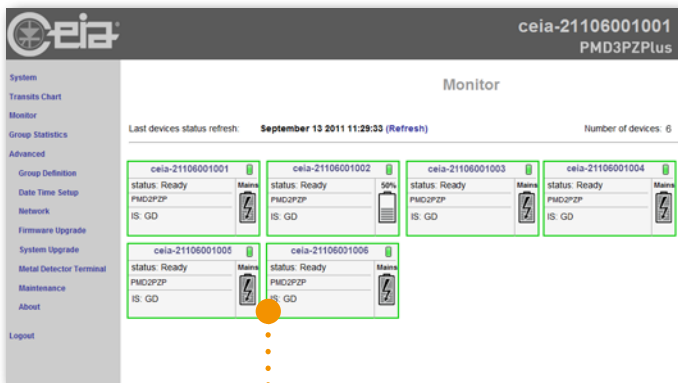 Ceia
ceia-21106001001
PMD3PZPlus
System
Transits Chart
Monitor
Group Statistics
Advanced
Group Definition
Date Time Setup
Network
Firmware Upgrade
System Upgrade
Metal Detector Terminal
Maintenance
About
Logout
Monitor
Last devices status refresh: September 13 2011 11:29:33 (Refresh) Number of devices: 6
ceia-21106001001
status: Ready Mains
PMD2PZP
IS: GD
ceia-21106001002
status: Ready 50%
PMD2PZP
IS: GD
ceia-21106001003
status: Ready Mains
PMD2PZP
IS: GD
ceia-21106001004
status: Ready Mains
PMD2PZP
IS: GD
ceia-21106001005
status: Ready Mains
PMD2PZP
IS: GD
ceia-21106001006
status: Ready Mains
PMD2PZP
IS: GD